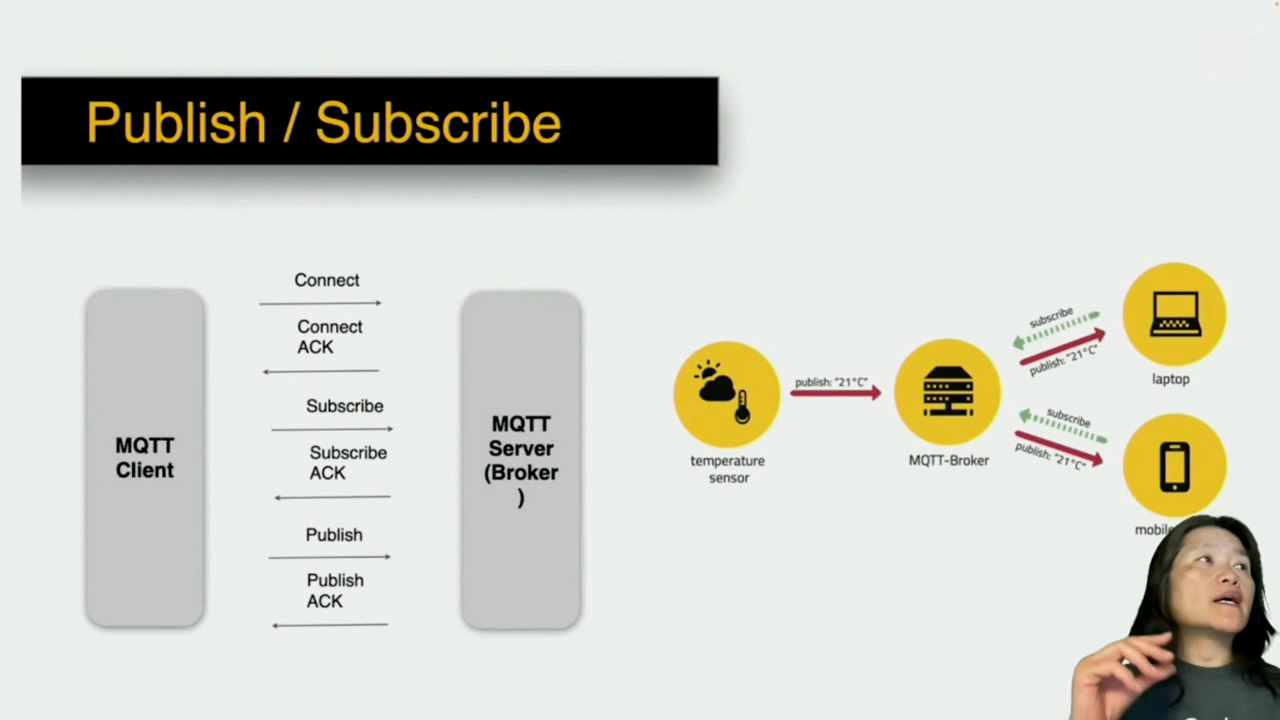 Publish / Subscribe
Connect
Connect
ACK
Subscribe
Subscribe
ACK
Publish
Publish
ACK
MQTT
Client
MQTT
Server
(Broker
)
publish: "21°C"
temperature
sensor
MQTT-Broker
subscribe
publish: "21°C"
laptop
subscribe
publish: "21°C"